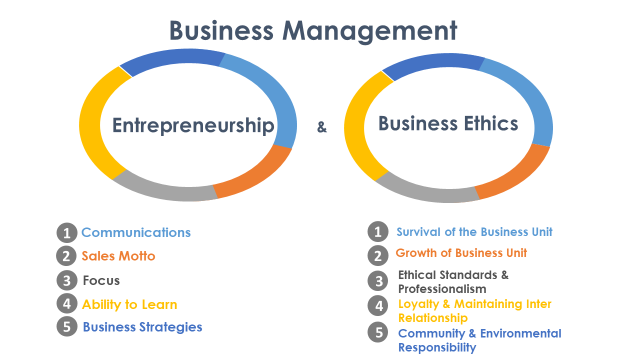 Business Management
Entrepreneurship
&
Business Ethics
1 Communications
2 Sales Motto
3 Focus
4 Ability to Learn
5 Business Strategies
1 Survival of the Business Unit
2 Growth of Business Unit
3 Ethical Standards &
Professionalism
4 Loyalty & Maintaining Inter
Relationship
5 Community & Environmental
Responsibility